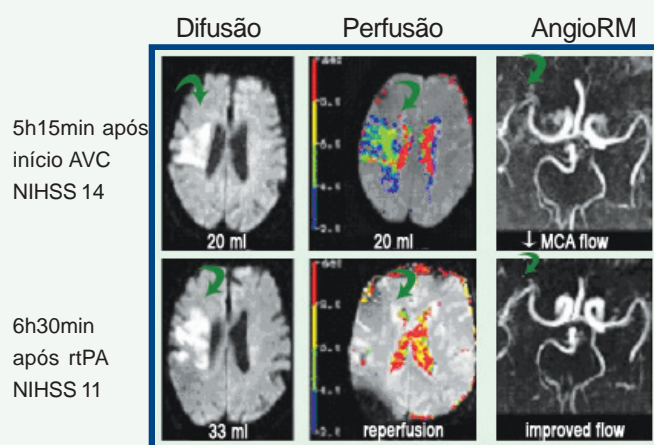 Difusão Perfusão AngioRM
5h15min após
início AVC
NIHSS 14
20 ml
20 ml
↓ MCA flow
6h30min
após rtPA
NIHSS 11
33 ml
reperfusion
improved flow